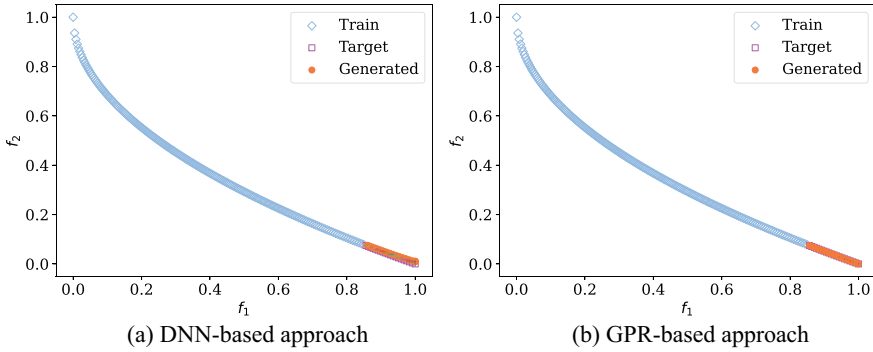 1.0
0.8
0.6
0.4
0.2
0.0
f₂
0.0 0.2 0.4 0.6 0.8 1.0
f₁
Train
Target
Generated
(a) DNN-based approach
1.0
0.8
0.6
0.4
0.2
0.0
f₂
0.0 0.2 0.4 0.6 0.8 1.0
f₁
Train
Target
Generated
(b) GPR-based approach